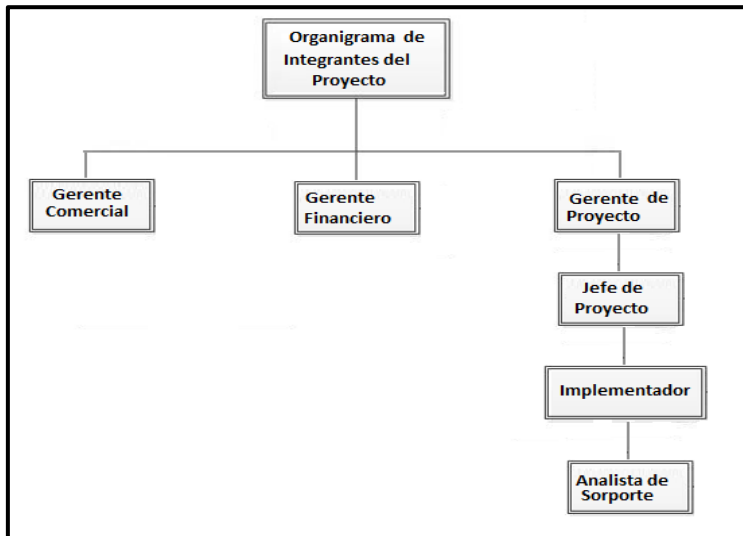 Organigrama de
Integrantes del
Proyecto
Gerente
Comercial
Gerente
Financiero
Gerente de
Proyecto
Jefe de
Proyecto
Implementador
Analista de
Sorporte